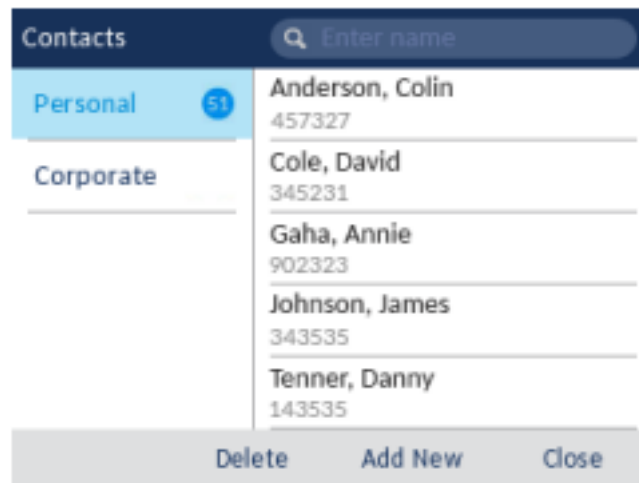 Contacts
Enter name
Personal 51
Corporate
Anderson, Colin
457327
Cole, David
345231
Gaha, Annie
902323
Johnson, James
343535
Tenner, Danny
143535
Delete Add New Close